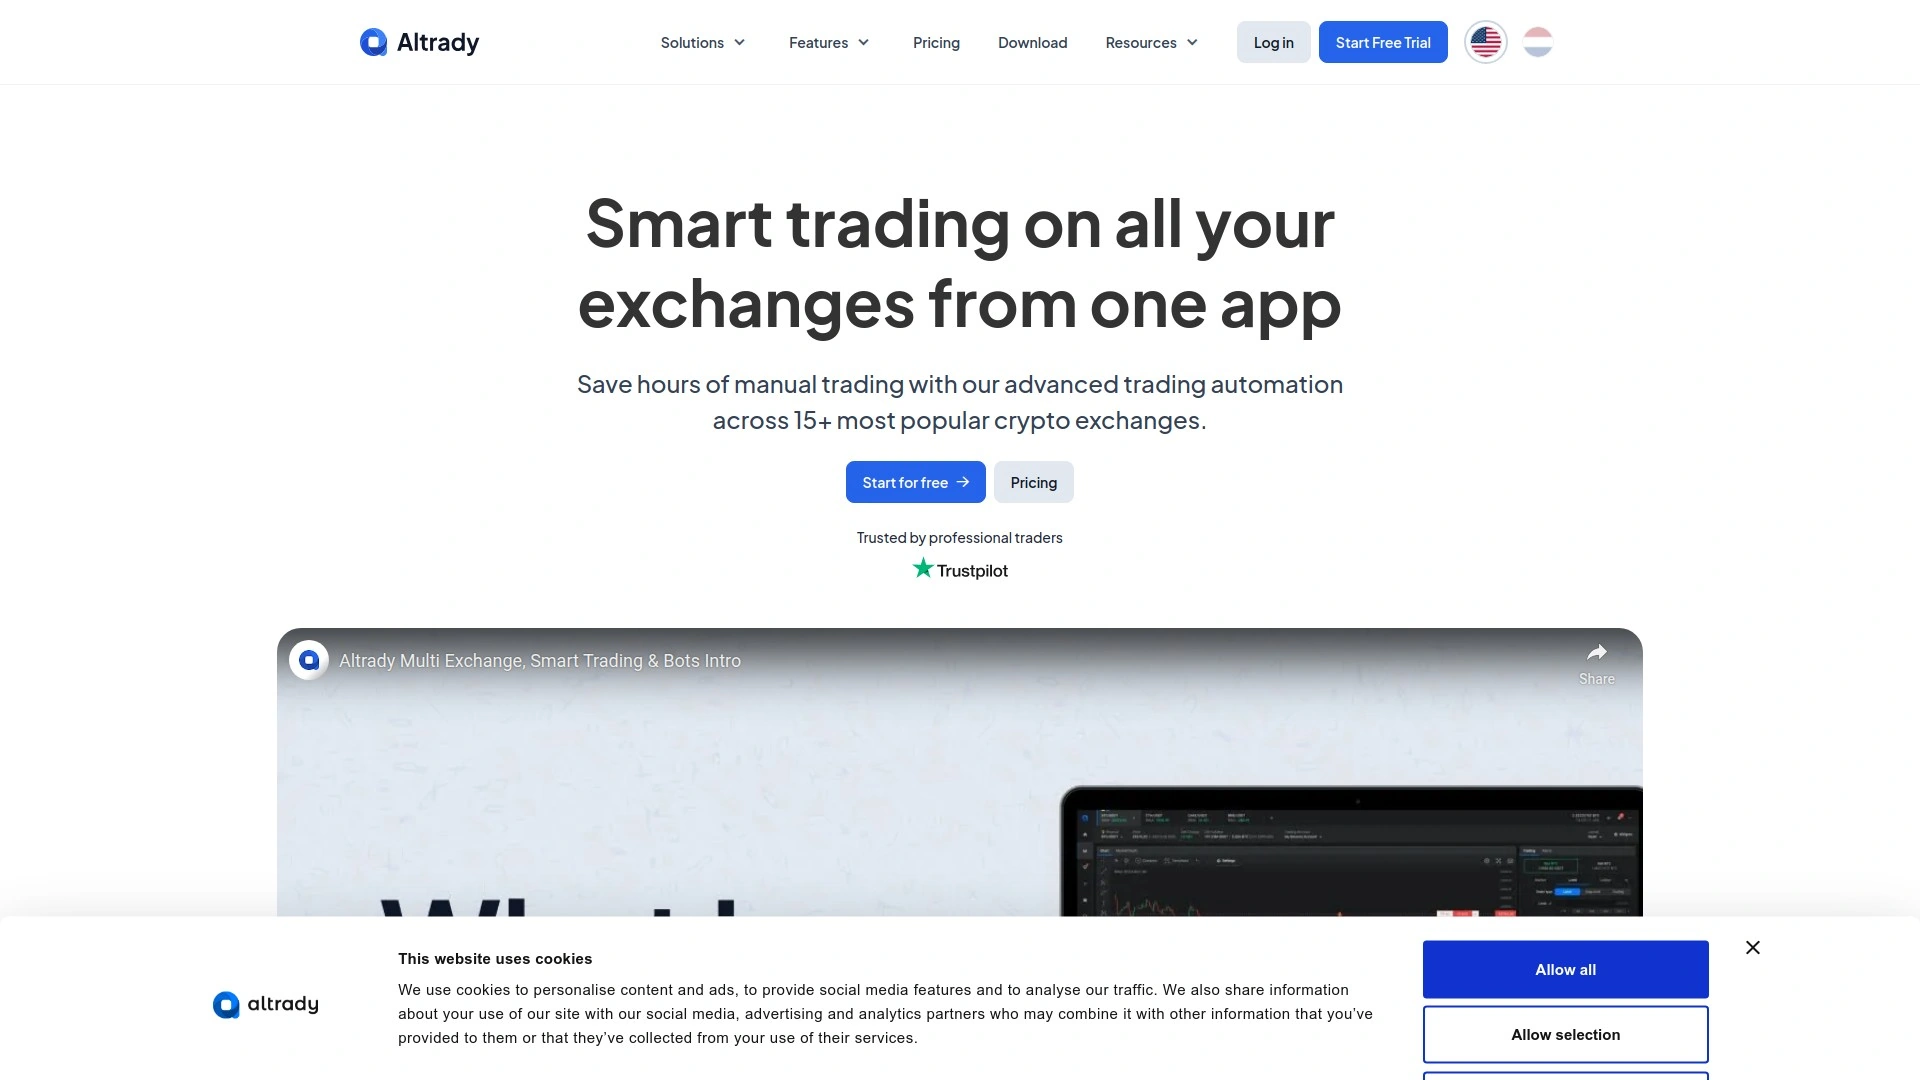 Altrady
Solutions
Features
Pricing
Download
Resources
Log in
Start Free Trial
Smart trading on all your
exchanges from one app
Save hours of manual trading with our advanced trading automation
across 15+ most popular crypto exchanges.
Start for free →
Pricing
Trusted by professional traders
Trustpilot
Altrady Multi Exchange, Smart Trading & Bots Intro
Share
altrady
This website uses cookies
We use cookies to personalise content and ads, to provide social media features and to analyse our traffic. We also share information
about your use of our site with our social media, advertising and analytics partners who may combine it with other information that you’ve
provided to them or that they’ve collected from your use of their services.
Allow all
Allow selection